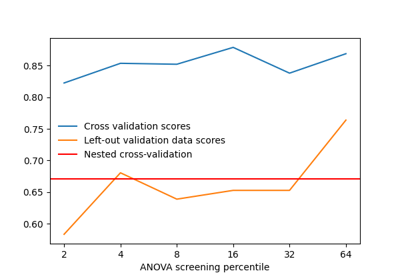 0.85
0.80
0.75
0.70
0.65
0.60
Cross validation scores
Left-out validation data scores
Nested cross-validation
2 4 8 16 32 64
ANOVA screening percentile